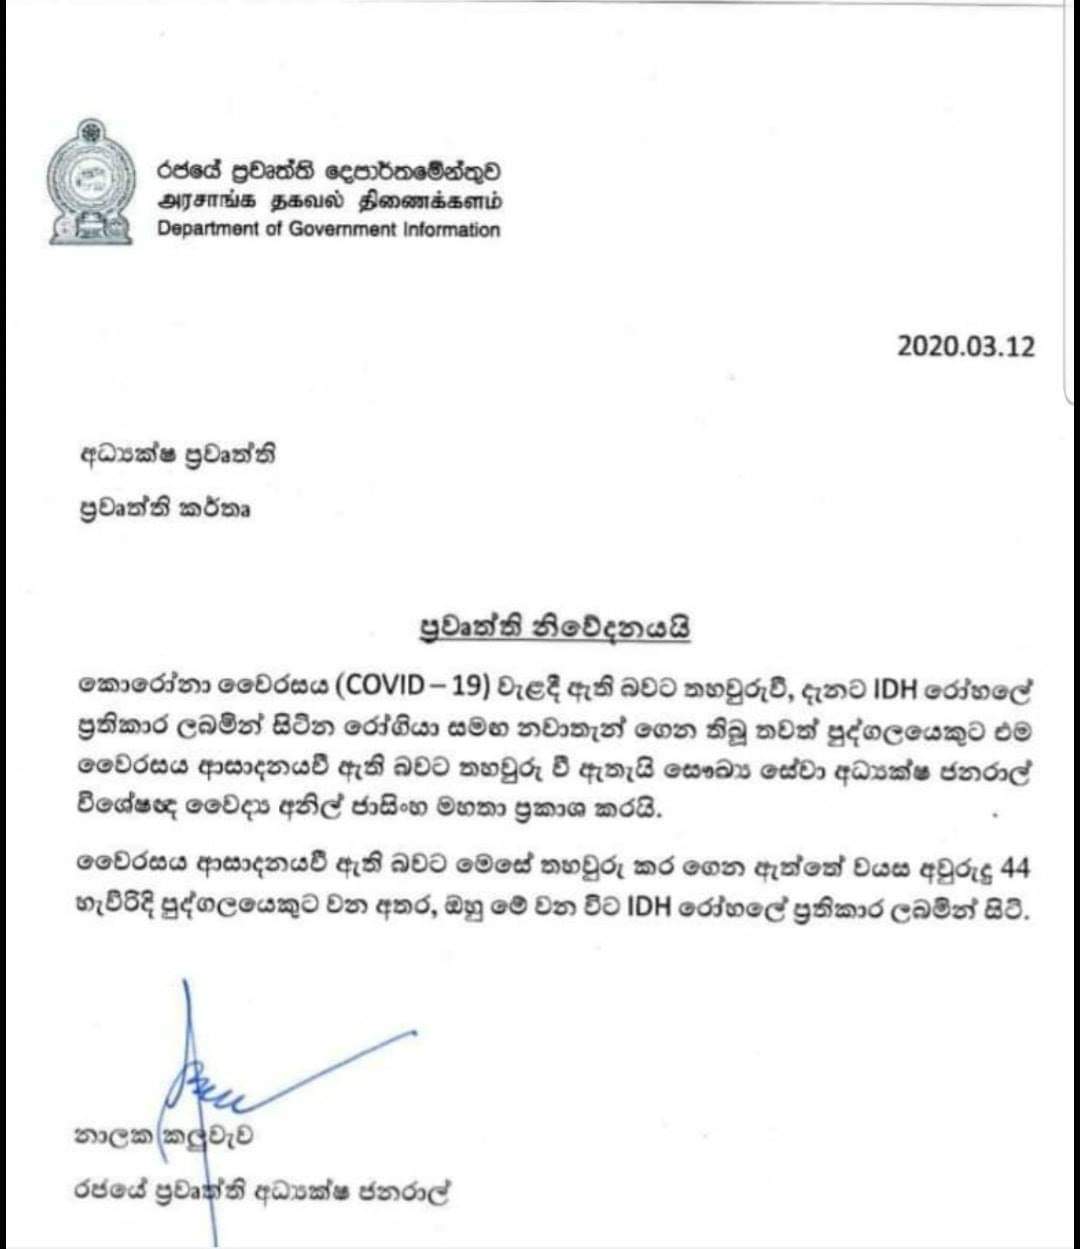 රජයේ ප්‍රවෘත්ති දෙපාර්තමේන්තුව
அரசாங்க தகவல் திணைக்களம்
Department of Government Information
2020.03.12
අධ්‍යක්ෂ ප්‍රවෘත්ති
ප්‍රවෘත්ති කර්තෘ
ප්‍රවෘත්ති නිවේදනයයි
කොරෝනා වෛරසය (COVID – 19) වැළදී ඇති බවට තහවුරුවී, දැනට IDH රෝහලේ
ප්‍රතිකාර ලබමින් සිටින රෝගියා සමඟ නවාතැන් ගෙන තිබූ තවත් පුද්ගලයෙකුට එම
වෛරසය ආසාදනයවී ඇති බවට තහවුරු වී ඇතැයි සෞඛ්‍ය සේවා අධ්‍යක්ෂ ජනරාල්
විශේෂඥ වෛද්‍ය අනිල් ජාසිංහ මහතා ප්‍රකාශ කරයි.
වෛරසය ආසාදනයවී ඇති බවට මෙසේ තහවුරු කර ගෙන ඇත්තේ වයස අවුරුදු 44
හැවිරිදි පුද්ගලයෙකුට වන අතර, ඔහු මේ වන විට IDH රෝහලේ ප්‍රතිකාර ලබමින් සිටී.
නාලක කලුවැව
රජයේ ප්‍රවෘත්ති අධ්‍යක්ෂ ජනරාල්